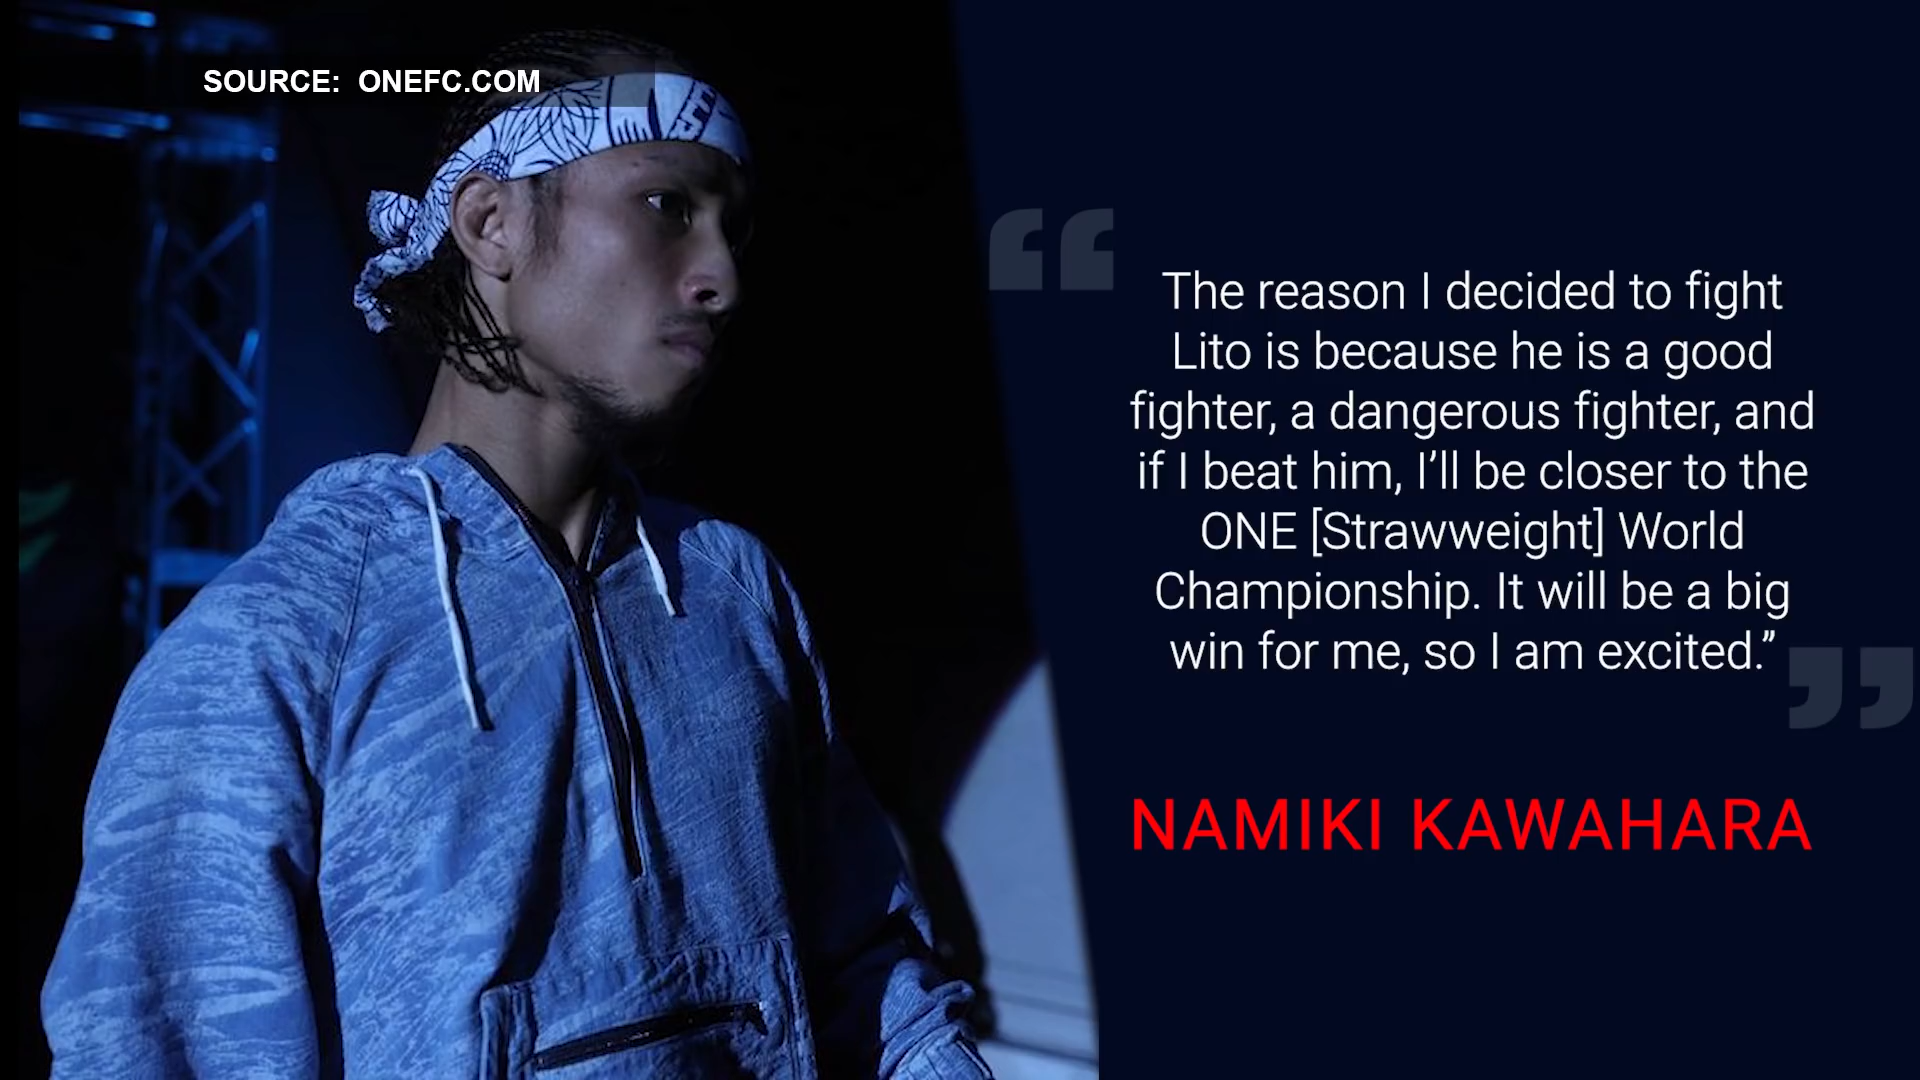 SOURCE: ONEFC.COM
“
The reason I decided to fight
Lito is because he is a good
fighter, a dangerous fighter, and
if I beat him, I’ll be closer to the
ONE [Strawweight] World
Championship. It will be a big
win for me, so I am excited.”
”
NAMIKI KAWAHARA